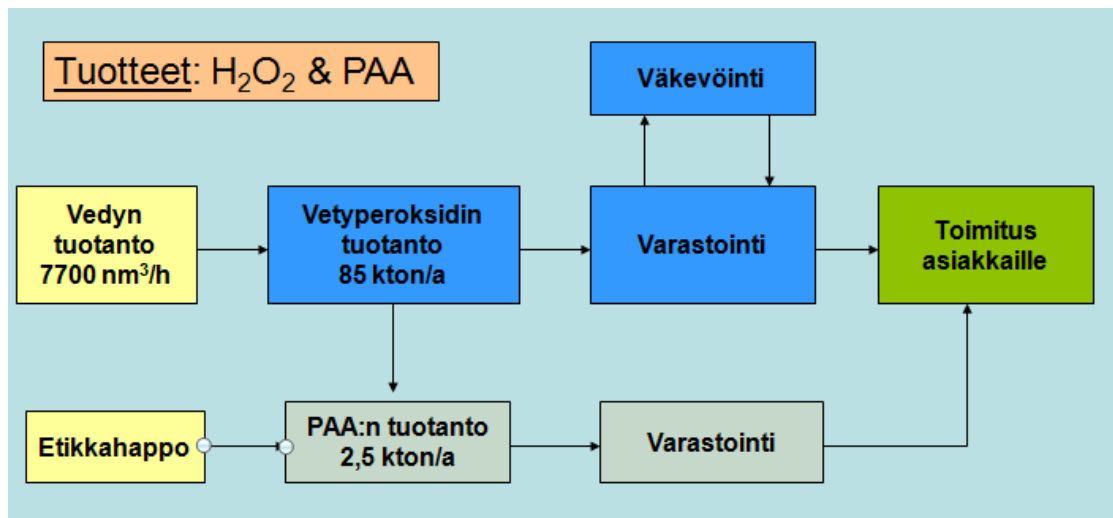 Tuotteet: H₂O₂ & PAA
Väkevöinti
Vedyn
tuotanto
7700 nm³/h
Vetyperoksidin
tuotanto
85 kton/a
Varastointi
Toimitus
asiakkaille
Etikkahappo
PAA:n tuotanto
2,5 kton/a
Varastointi